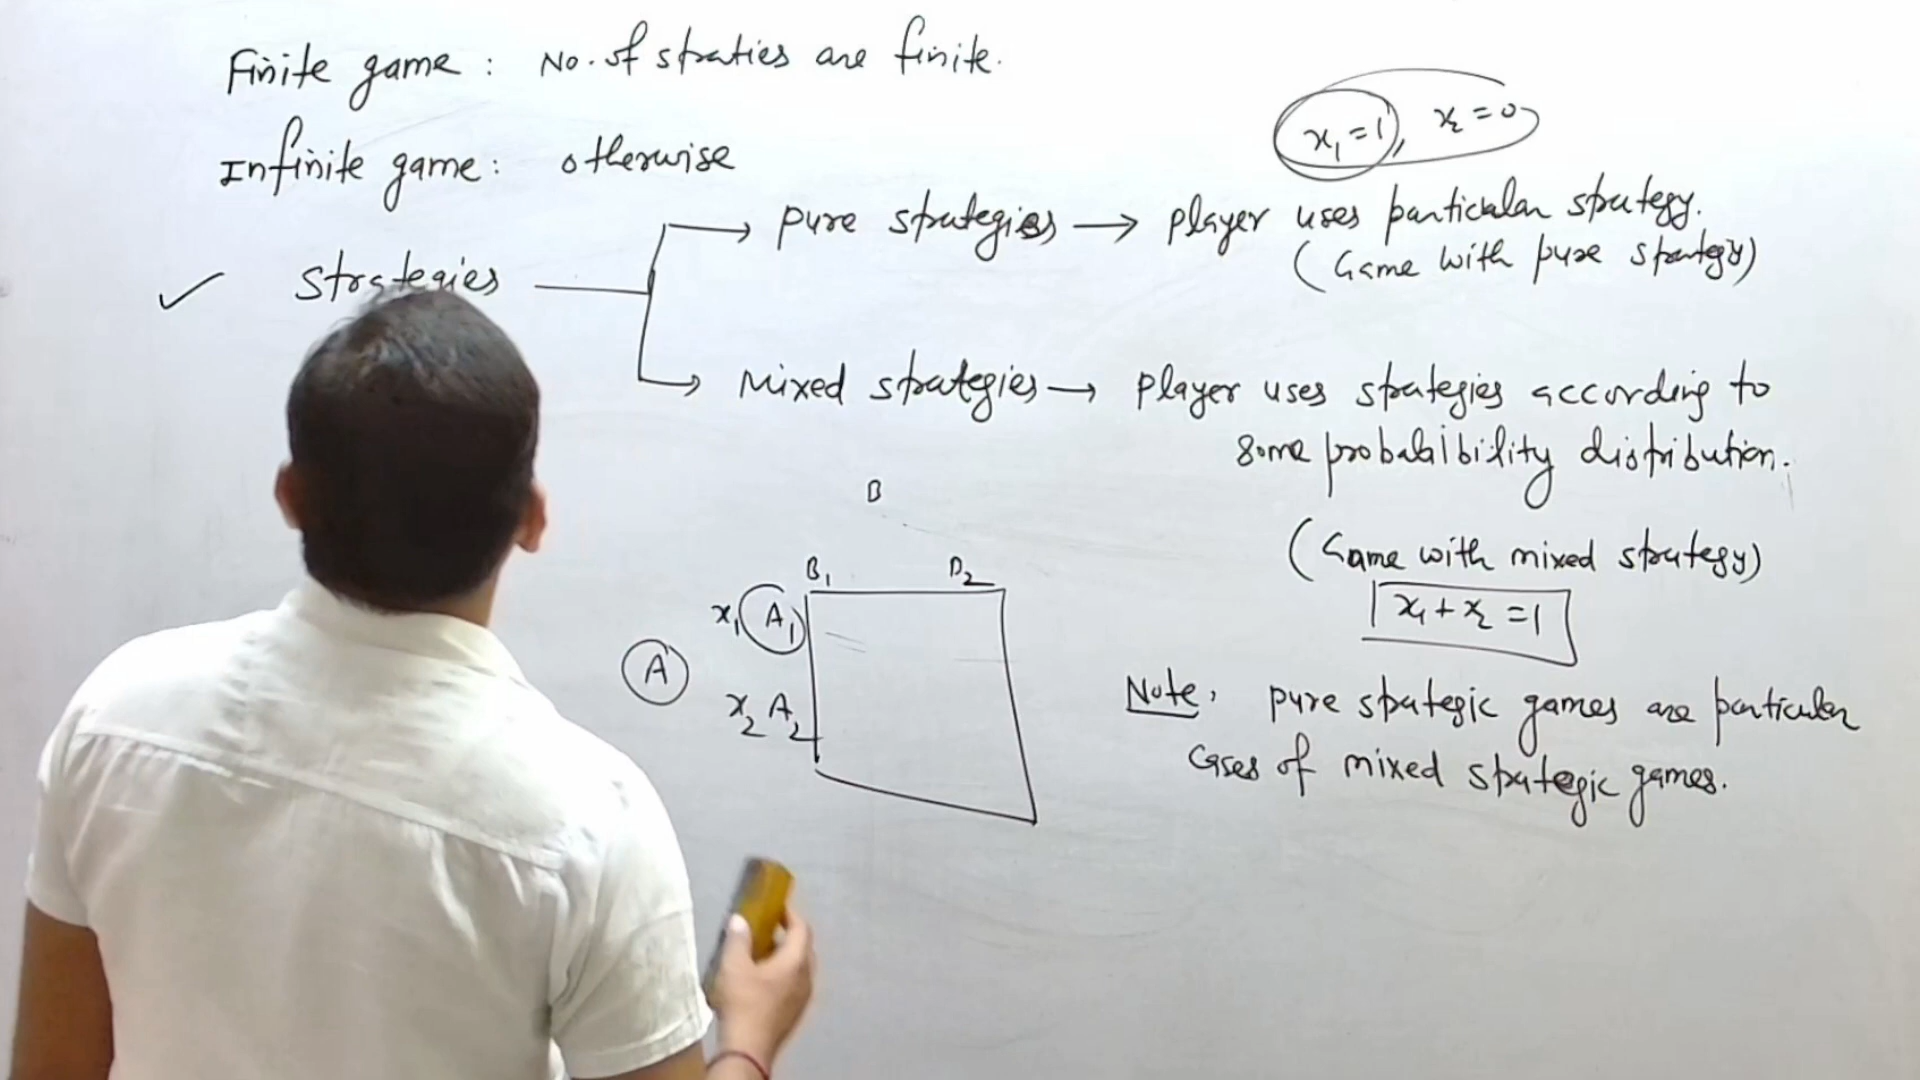 Finite game : No. of straties are finite.
x₁ = 1, x₂ = 0
Infinite game : otherwise
pure strategies → player uses particular strategy.
(Game with pure strategy)
✓ Strategies
Mixed strategies → player uses strategies according to
some probability distribution.
B
(Game with mixed strategy)
B₁ B₂
x₁ A₁
x₁ + x₂ = 1
A
x₂ A₂
Note: pure strategic games are particular
cases of mixed strategic games.